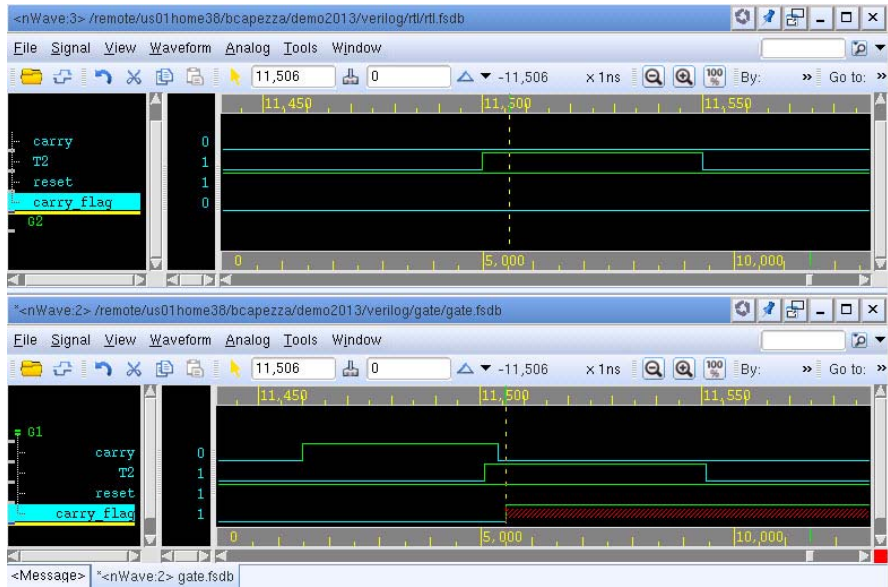 <nWave:3> /remote/us01home38/bcapezza/demo2013/verilog/rtl/rtl.fsdb
File Signal View Waveform Analog Tools Window
11,506 0 -11,506 x 1ns 100 % By: » Go to: »
11,450 11,500 11,550
carry 0
T2 1
reset 1
carry_flag 0
G2
0 5,000 10,000
*<nWave:2> /remote/us01home38/bcapezza/demo2013/verilog/gate/gate.fsdb
File Signal View Waveform Analog Tools Window
11,506 0 -11,506 x 1ns 100 % By: » Go to: »
11,450 11,500 11,550
G1
carry 0
T2 1
reset 1
carry_flag 1
0 5,000 10,000
<Message> *<nWave:2> gate.fsdb